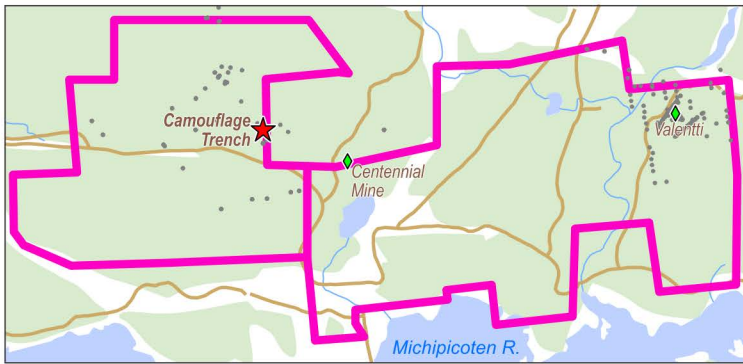 Camouflage
Trench
Centennial
Mine
Valentti
Michipicoten R.